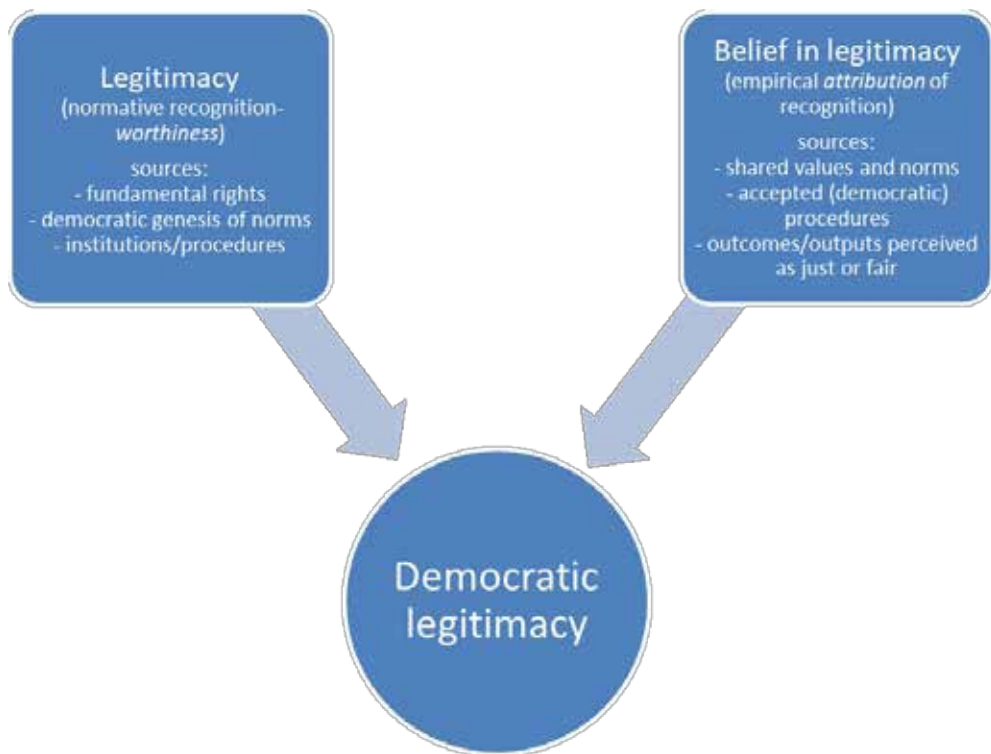 Legitimacy
(normative recognition-
worthiness)
sources:
- fundamental rights
- democratic genesis of norms
- institutions/procedures
Belief in legitimacy
(empirical attribution of
recognition)
sources:
- shared values and norms
- accepted (democratic)
procedures
- outcomes/outputs perceived
as just or fair
Democratic
legitimacy